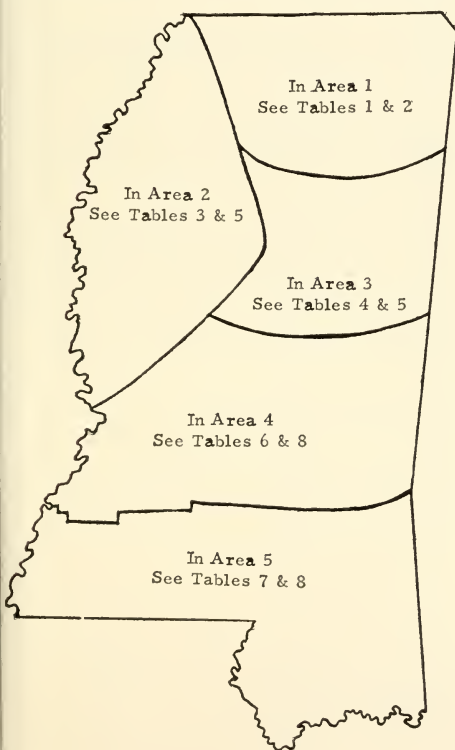 In Area 1
See Tables 1 & 2
In Area 2
See Tables 3 & 5
In Area 3
See Tables 4 & 5
In Area 4
See Tables 6 & 8
In Area 5
See Tables 7 & 8